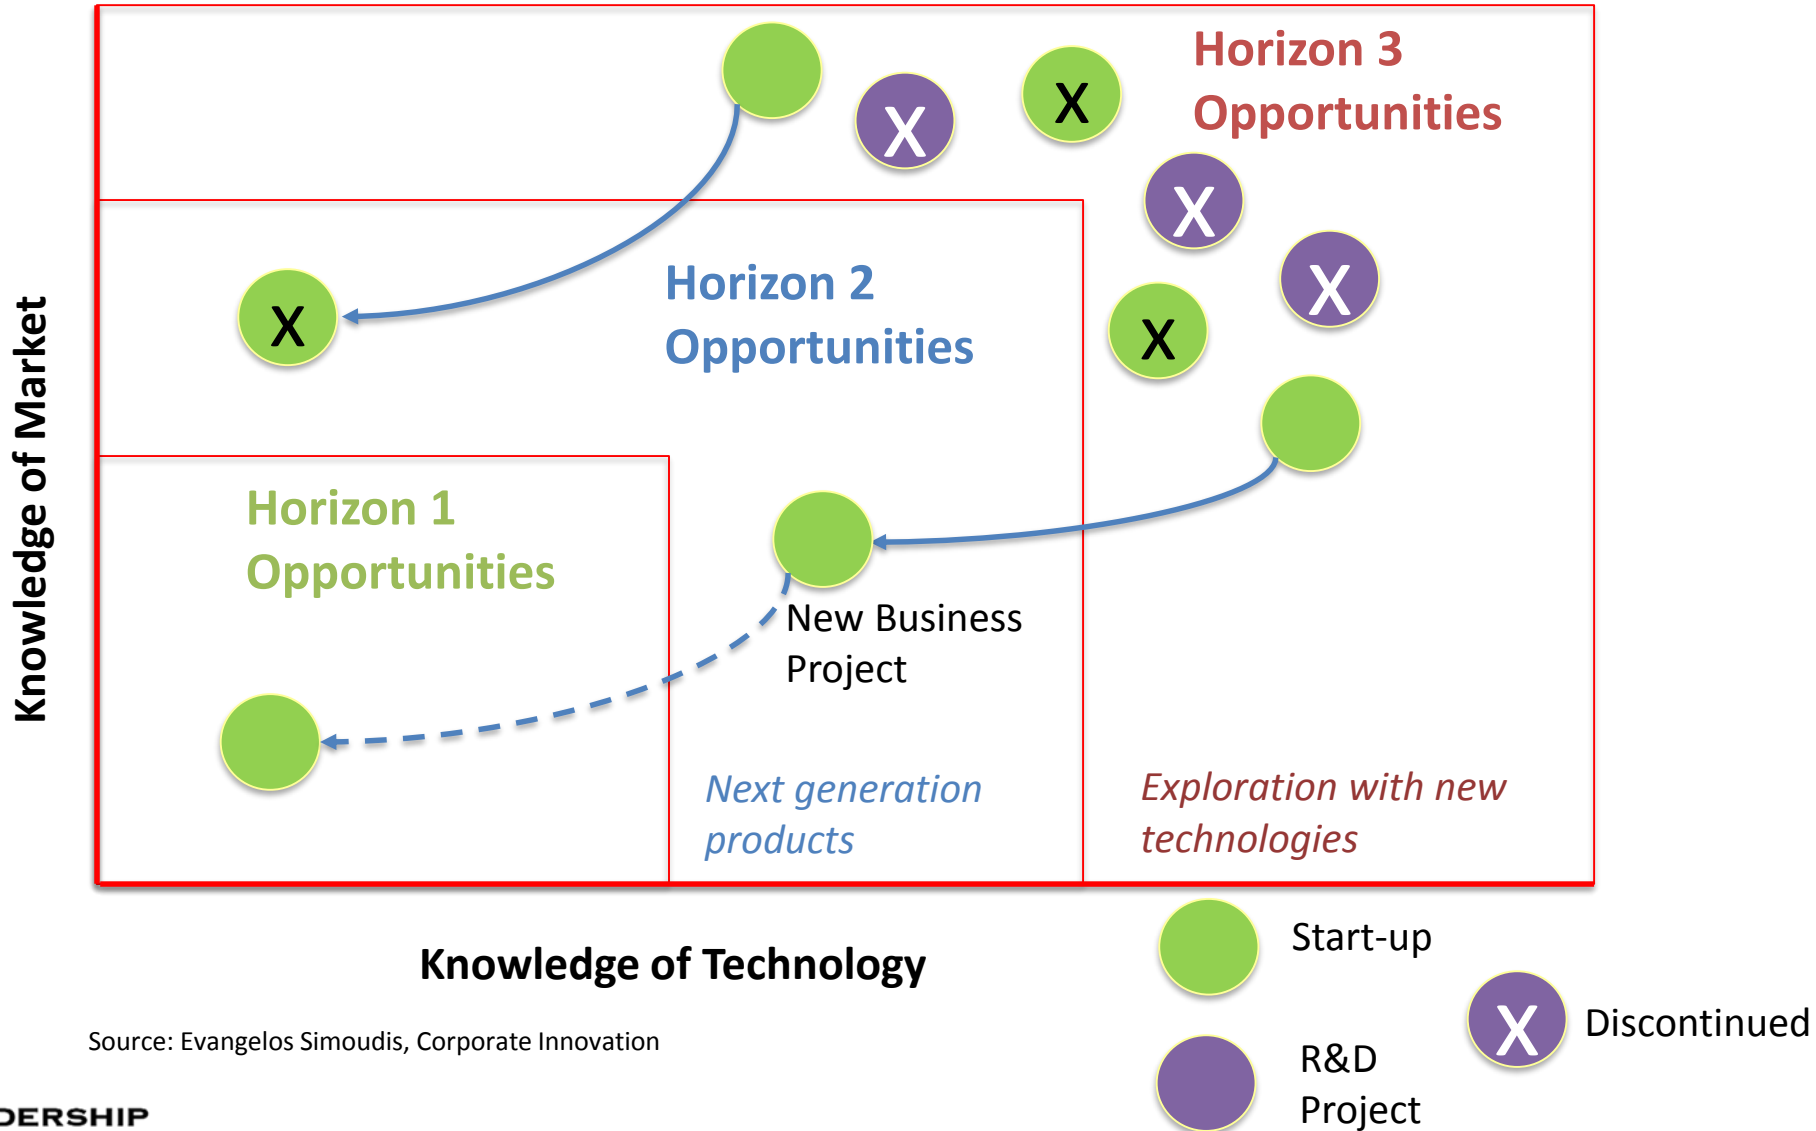 Horizon 3
Opportunities
X
X
X
X
Horizon 2
Opportunities
X
X
Knowledge of Market
Horizon 1
Opportunities
New Business
Project
Next generation
products
Exploration with new
technologies
Knowledge of Technology
Start-up
X
Discontinued
R&D
Project
Source: Evangelos Simoudis, Corporate Innovation
DERSHIP